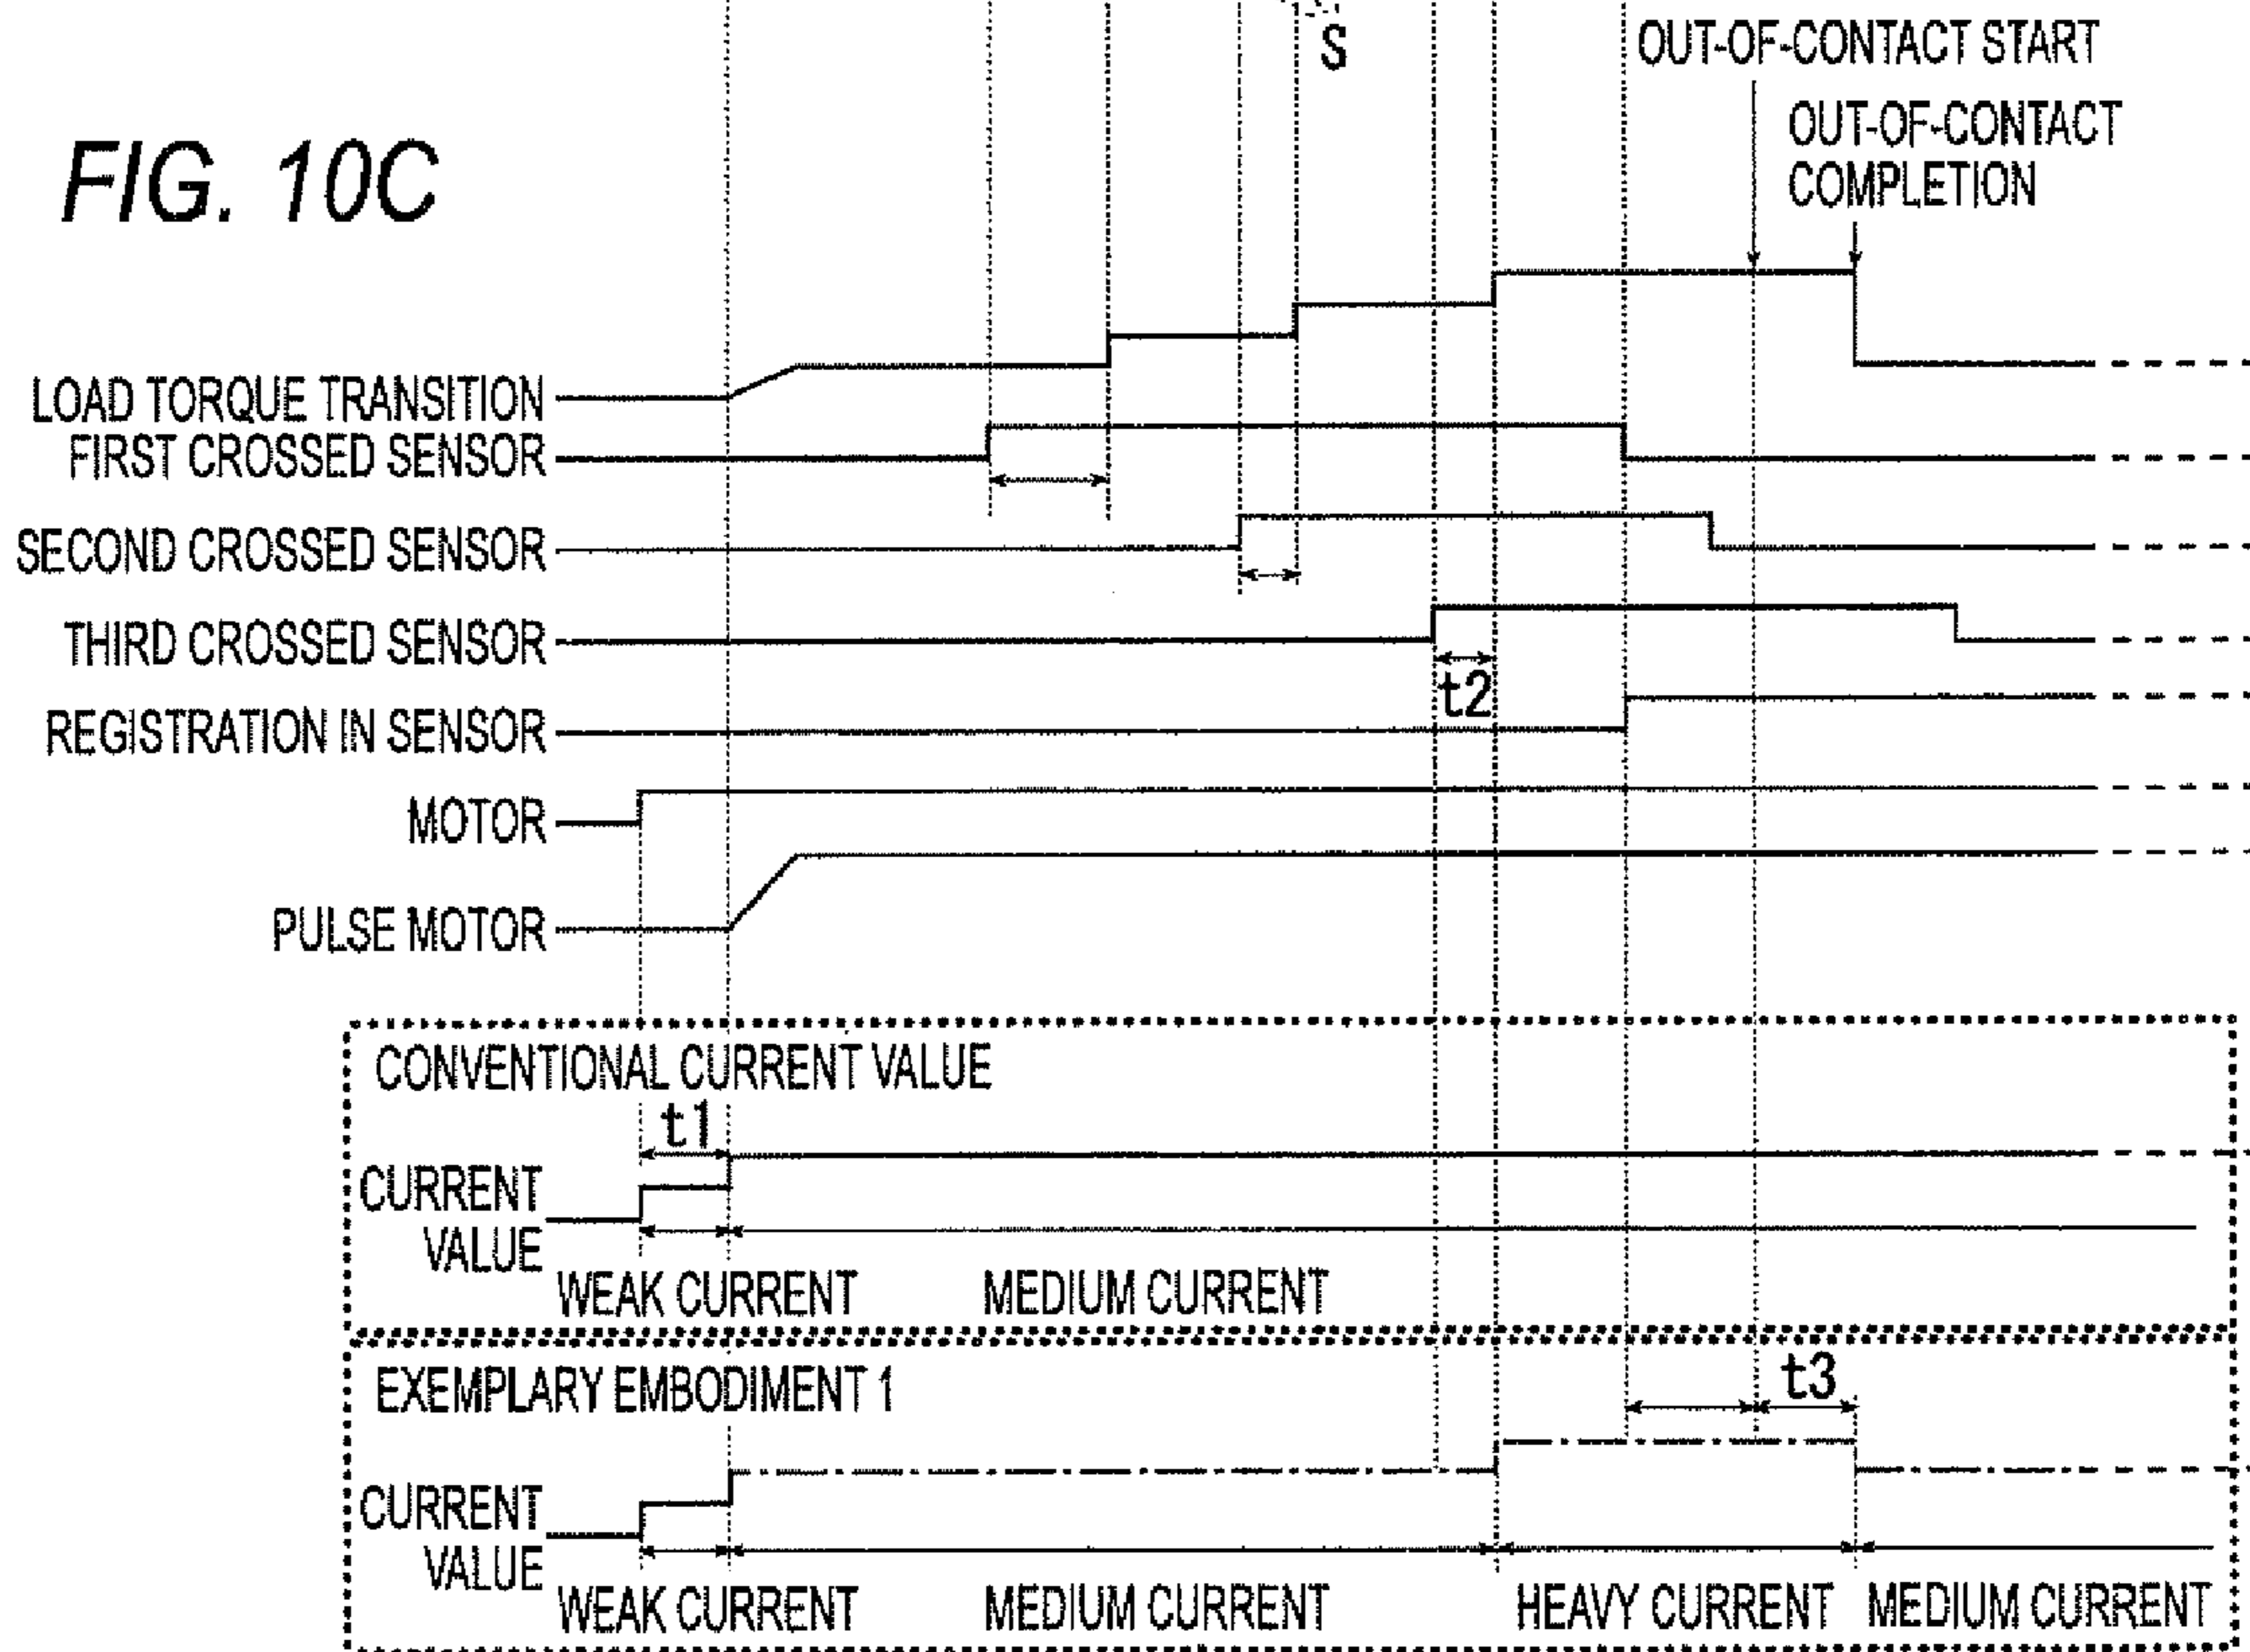 S
OUT-OF-CONTACT START
OUT-OF-CONTACT
COMPLETION
FIG. 10C
LOAD TORQUE TRANSITION
FIRST CROSSED SENSOR
SECOND CROSSED SENSOR
THIRD CROSSED SENSOR
t2
REGISTRATION IN SENSOR
MOTOR
PULSE MOTOR
CONVENTIONAL CURRENT VALUE
t1
CURRENT
VALUE
WEAK CURRENT
MEDIUM CURRENT
EXEMPLARY EMBODIMENT 1
t3
CURRENT
VALUE
WEAK CURRENT
MEDIUM CURRENT
HEAVY CURRENT
MEDIUM CURRENT